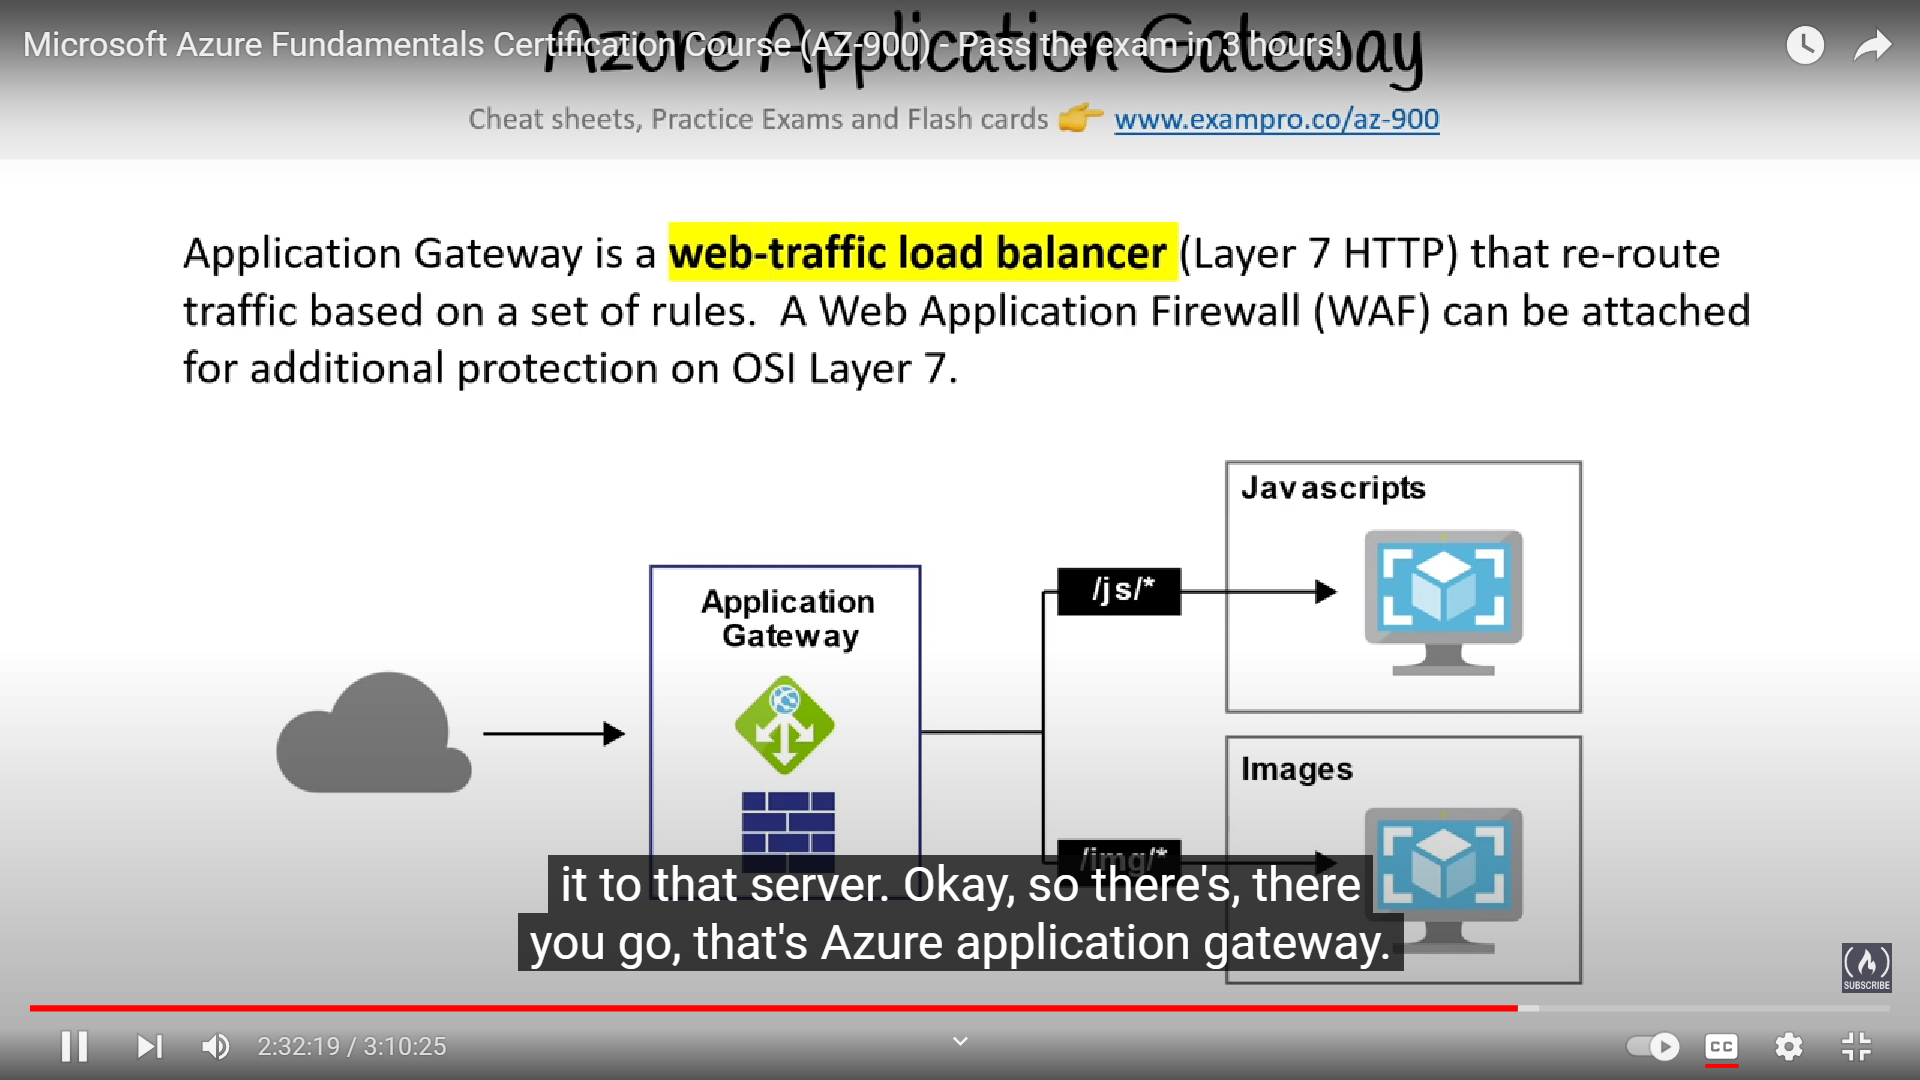 Azure Application Gateway
Microsoft Azure Fundamentals Certification Course (AZ-900) - Pass the exam in 3 hours!
Cheat sheets, Practice Exams and Flash cards 👉 www.exampro.co/az-900
Application Gateway is a web-traffic load balancer (Layer 7 HTTP) that re-route
traffic based on a set of rules.  A Web Application Firewall (WAF) can be attached
for additional protection on OSI Layer 7.
Javascripts
Application
Gateway
/js/*
Images
/img/*
it to that server. Okay, so there's, there
you go, that's Azure application gateway.
SUBSCRIBE
2:32:19 / 3:10:25
CC